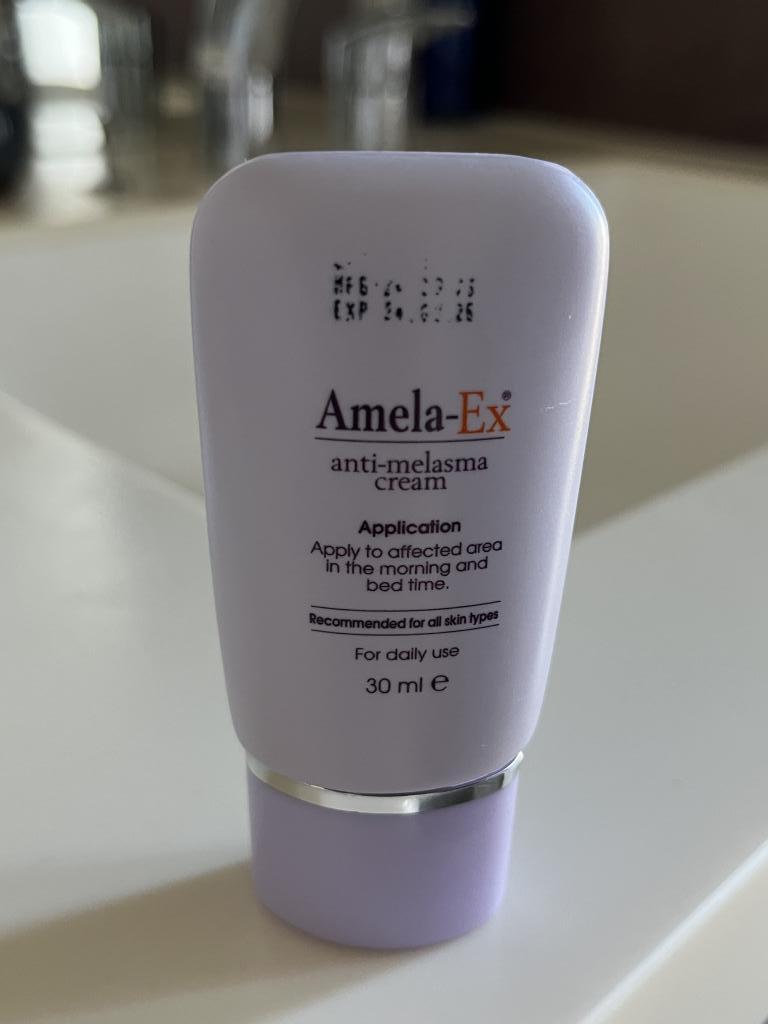 MFG
EXP
Amela-Ex®
anti-melasma
cream
Application
Apply to affected area
in the morning and
bed time.
Recommended for all skin types
For daily use
30 ml ℮